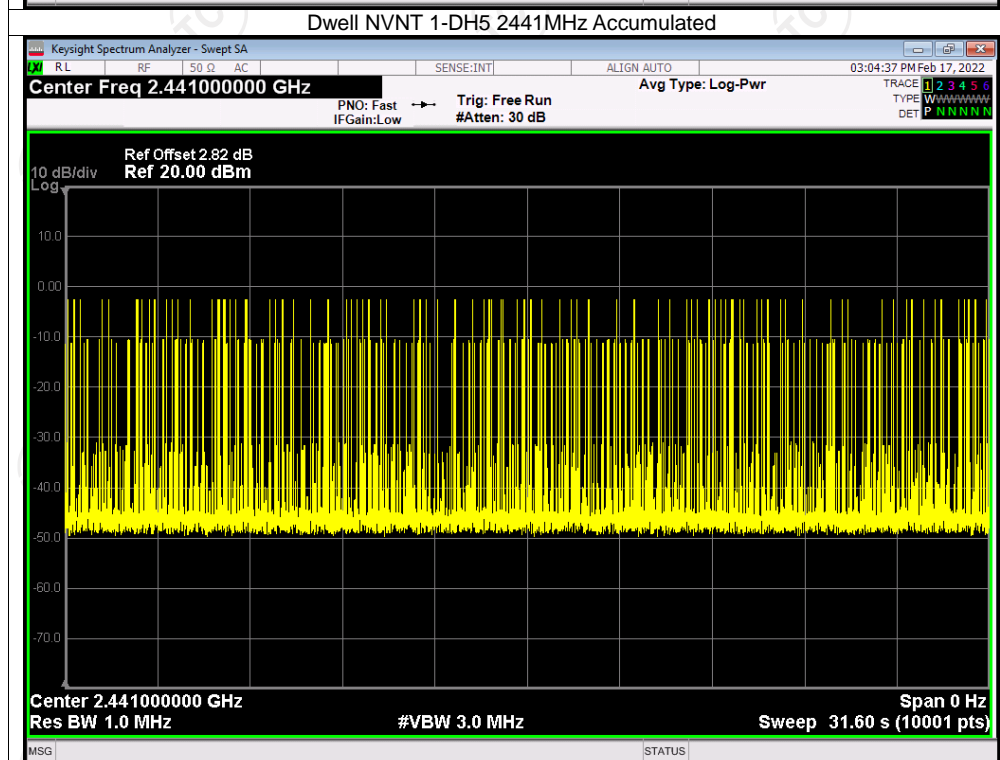 Dwell NVNT 1-DH5 2441MHz Accumulated
Keysight Spectrum Analyzer - Swept SA
LXI RL RF 50 Ω AC SENSE:INT ALIGN AUTO 03:04:37 PM Feb 17, 2022
Center Freq 2.441000000 GHz Avg Type: Log-Pwr TRACE 1 2 3 4 5 6
PNO: Fast Trig: Free Run TYPE WWWWWW
IFGain:Low #Atten: 30 dB DET P N N N N N
Ref Offset 2.82 dB
10 dB/div Ref 20.00 dBm
Log
10.0
0.00
-10.0
-20.0
-30.0
-40.0
-50.0
-60.0
-70.0
Center 2.441000000 GHz Span 0 Hz
Res BW 1.0 MHz #VBW 3.0 MHz Sweep 31.60 s (10001 pts)
MSG STATUS